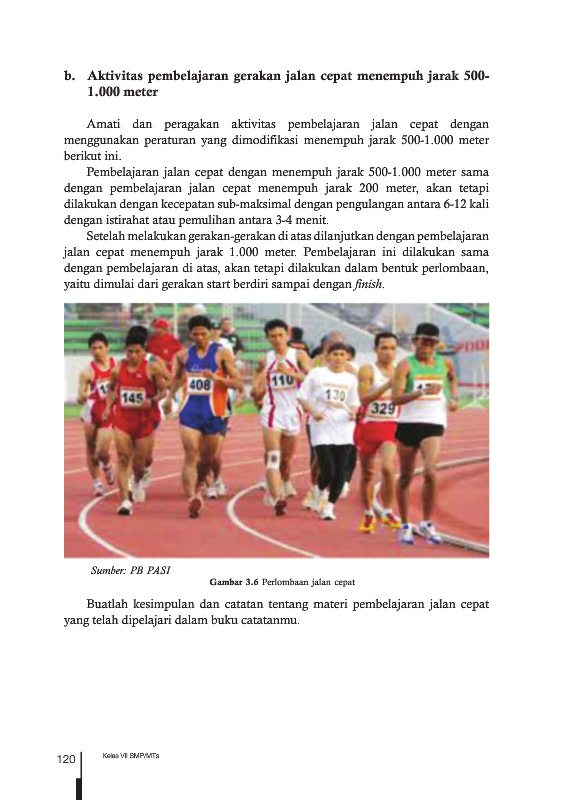 b. Aktivitas pembelajaran gerakan jalan cepat menempuh jarak 500-
1.000 meter
Amati dan peragakan aktivitas pembelajaran jalan cepat dengan
menggunakan peraturan yang dimodifikasi menempuh jarak 500-1.000 meter
berikut ini.
Pembelajaran jalan cepat dengan menempuh jarak 500-1.000 meter sama
dengan pembelajaran jalan cepat menempuh jarak 200 meter, akan tetapi
dilakukan dengan kecepatan sub-maksimal dengan pengulangan antara 6-12 kali
dengan istirahat atau pemulihan antara 3-4 menit.
Setelah melakukan gerakan-gerakan di atas dilanjutkan dengan pembelajaran
jalan cepat menempuh jarak 1.000 meter. Pembelajaran ini dilakukan sama
dengan pembelajaran di atas, akan tetapi dilakukan dalam bentuk perlombaan,
yaitu dimulai dari gerakan start berdiri sampai dengan finish.
145
408
110
130
329
Sumber: PB PASI
Gambar 3.6 Perlombaan jalan cepat
Buatlah kesimpulan dan catatan tentang materi pembelajaran jalan cepat
yang telah dipelajari dalam buku catatanmu.
120
Kelas VII SMP/MTs